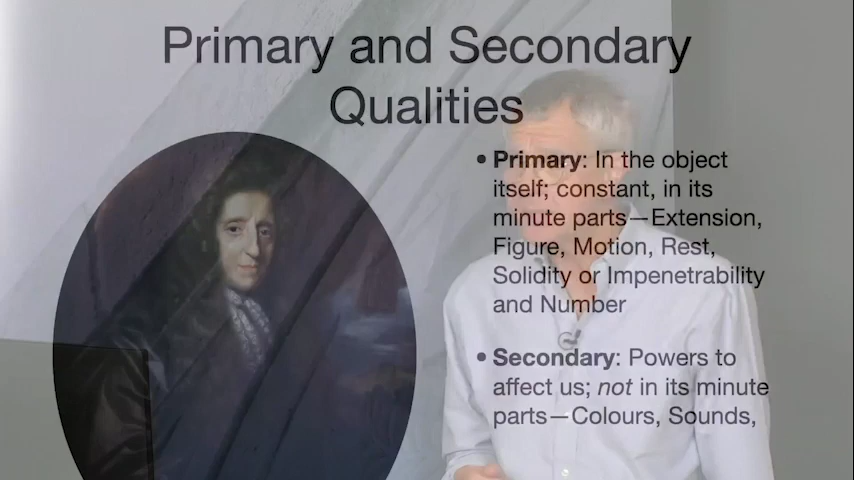 Primary and Secondary
Qualities
• Primary: In the object
itself; constant, in its
minute parts—Extension,
Figure, Motion, Rest,
Solidity or Impenetrability
and Number
• Secondary: Powers to
affect us; not in its minute
parts—Colours, Sounds,